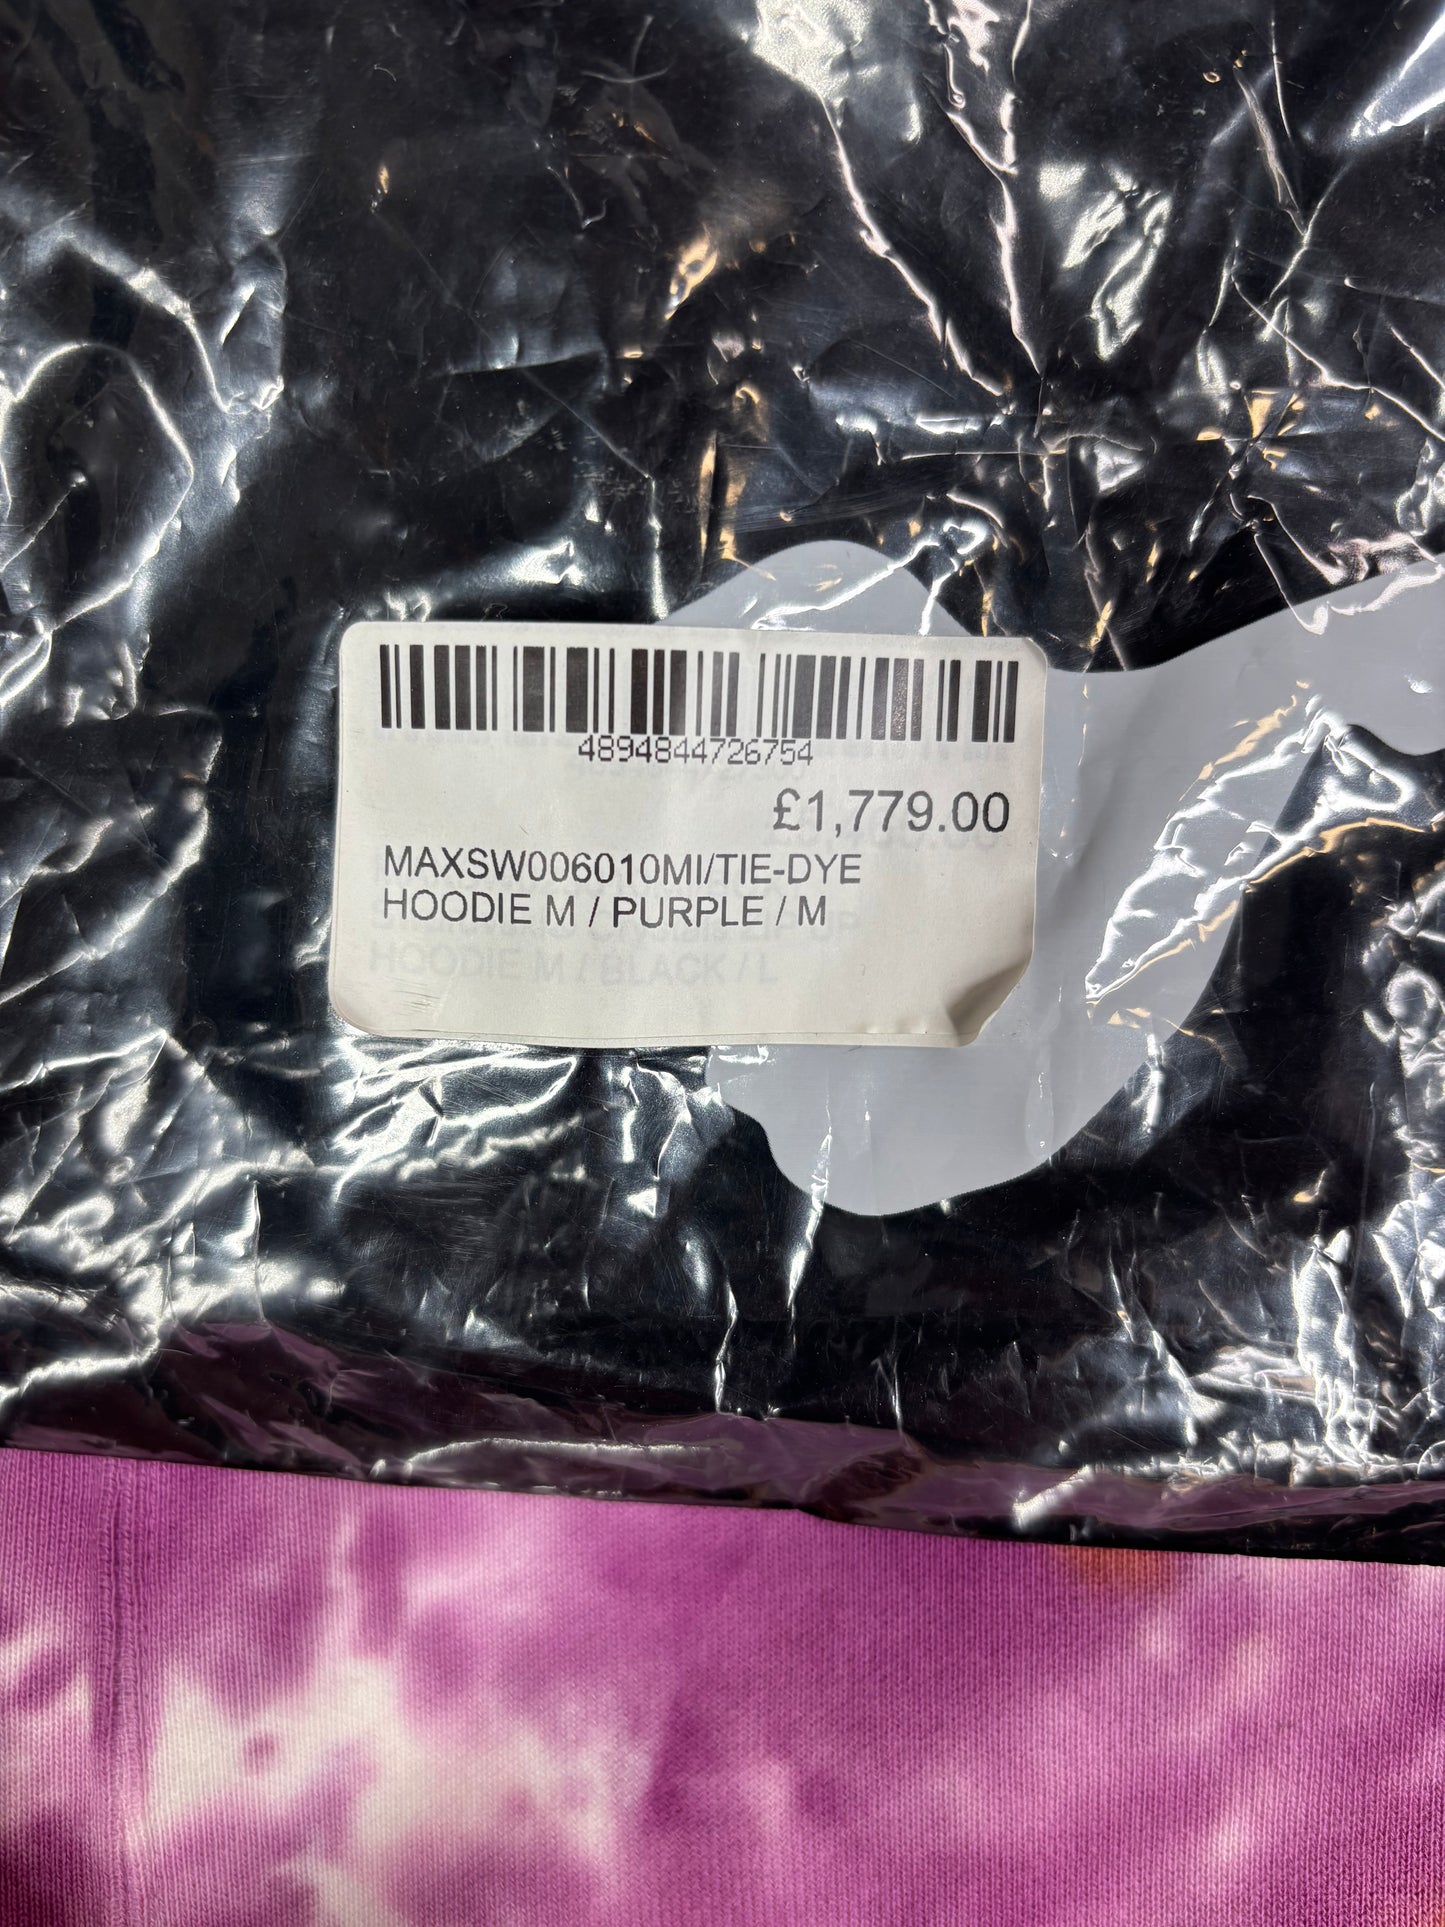 4894844726754
£1,779.00
MAXSW006010MI/TIE-DYE
HOODIE M / PURPLE / M
HOODIE M / BLACK / L